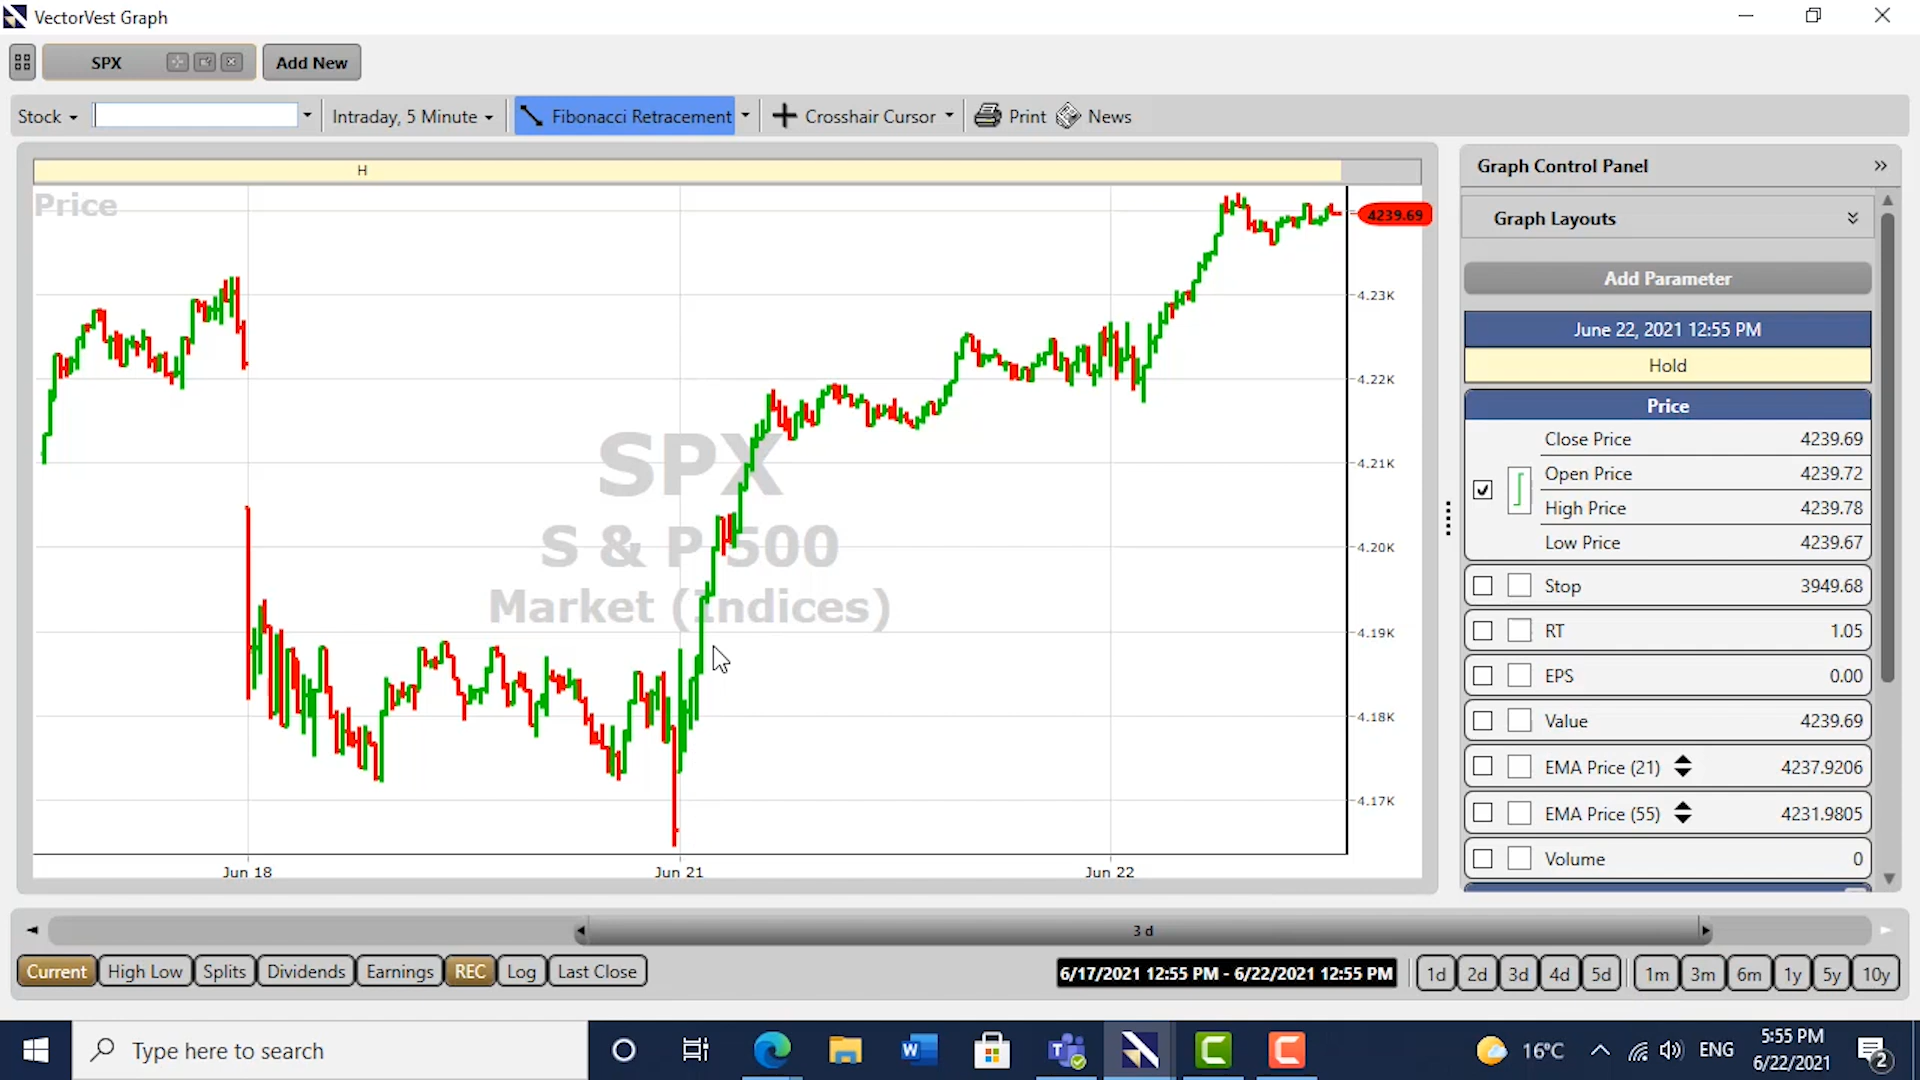 VectorVest Graph
SPX
Add New
Stock
Intraday, 5 Minute
Fibonacci Retracement
Crosshair Cursor
Print
News
H
Price
4239.69
4.23K
4.22K
4.21K
4.20K
4.19K
4.18K
4.17K
SPX
S & P 500
Market (Indices)
Jun 18
Jun 21
Jun 22
Graph Control Panel
Graph Layouts
Add Parameter
June 22, 2021 12:55 PM
Hold
Price
Close Price 4239.69
Open Price 4239.72
High Price 4239.78
Low Price 4239.67
Stop 3949.68
RT 1.05
EPS 0.00
Value 4239.69
EMA Price (21) 4237.9206
EMA Price (55) 4231.9805
Volume 0
3 d
Current High Low Splits Dividends Earnings REC Log Last Close
6/17/2021 12:55 PM - 6/22/2021 12:55 PM
1d 2d 3d 4d 5d 1m 3m 6m 1y 5y 10y
Type here to search
16°C
ENG
5:55 PM
6/22/2021
2